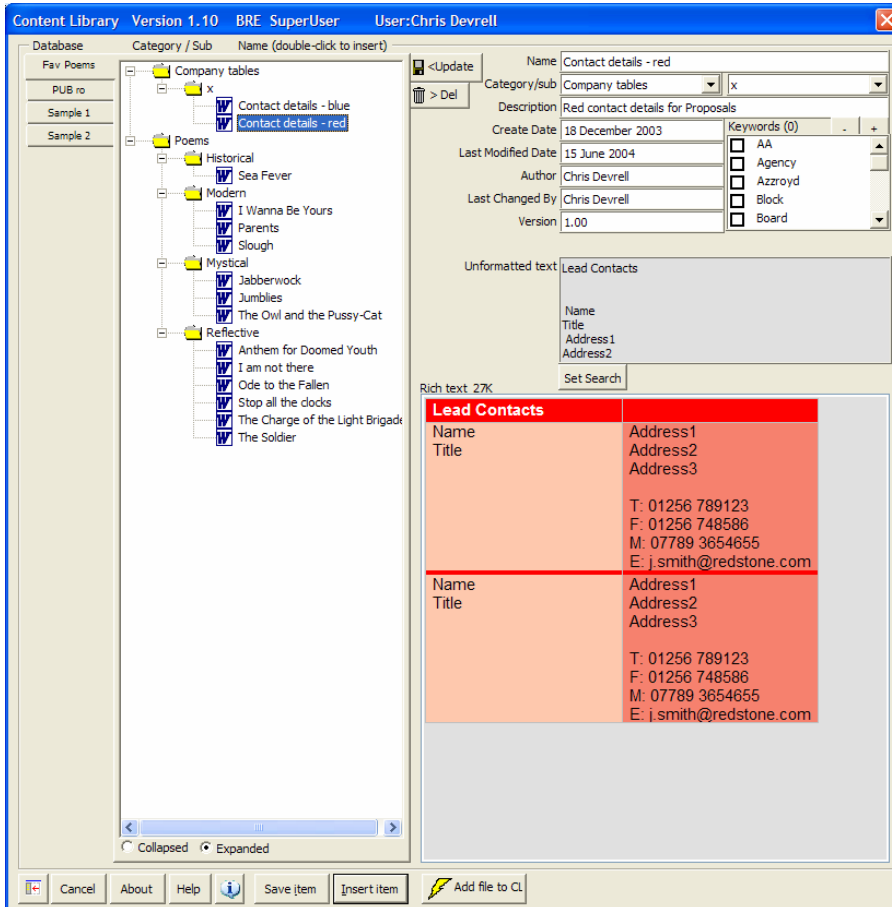 Content Library Version 1.10 BRE SuperUser User:Chris Devrell
Database Category / Sub Name (double-click to insert)
Fav Poems
PUB ro
Sample 1
Sample 2
Company tables
x
Contact details - blue
Contact details - red
Poems
Historical
Sea Fever
Modern
I Wanna Be Yours
Parents
Slough
Mystical
Jabberwock
Jumblies
The Owl and the Pussy-Cat
Reflective
Anthem for Doomed Youth
I am not there
Ode to the Fallen
Stop all the clocks
The Charge of the Light Brigade
The Soldier
Collapsed Expanded
<Update
> Del
Name Contact details - red
Category/sub Company tables x
Description Red contact details for Proposals
Create Date 18 December 2003
Last Modified Date 15 June 2004
Author Chris Devrell
Last Changed By Chris Devrell
Version 1.00
Keywords (0) - +
AA
Agency
Azzroyd
Block
Board
Unformatted text Lead Contacts
Name
Title
Address1
Address2
Set Search
Rich text 27K
Lead Contacts
Name Address1
Title Address2
Address3
T: 01256 789123
F: 01256 748586
M: 07789 3654655
E: j.smith@redstone.com
Name Address1
Title Address2
Address3
T: 01256 789123
F: 01256 748586
M: 07789 3654655
E: j.smith@redstone.com
Cancel About Help Save item Insert item Add file to CL